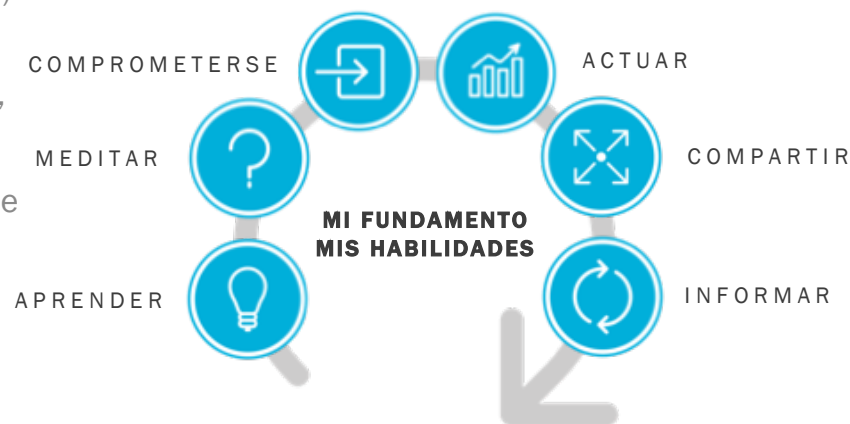 COMPROMETERSE
ACTUAR
MEDITAR
COMPARTIR
e
MI FUNDAMENTO
MIS HABILIDADES
APRENDER
INFORMAR